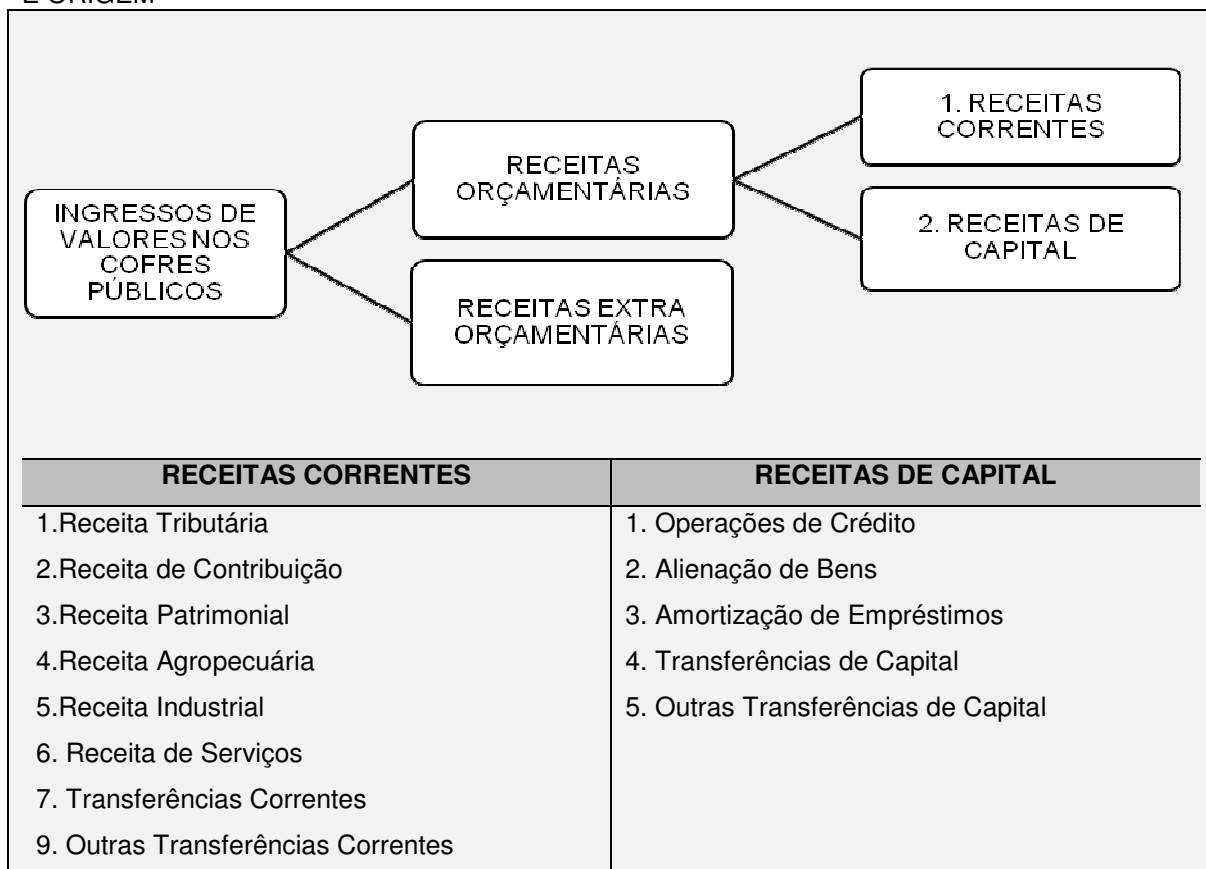 E ORIGEM
1. RECEITAS
CORRENTES
RECEITAS
ORÇAMENTÁRIAS
INGRESSOS DE
VALORES NOS
COFRES
PÚBLICOS
2. RECEITAS DE
CAPITAL
RECEITAS EXTRA
ORÇAMENTÁRIAS
RECEITAS CORRENTES
RECEITAS DE CAPITAL
1.Receita Tributária
1. Operações de Crédito
2.Receita de Contribuição
2. Alienação de Bens
3.Receita Patrimonial
3. Amortização de Empréstimos
4.Receita Agropecuária
4. Transferências de Capital
5.Receita Industrial
5. Outras Transferências de Capital
6. Receita de Serviços
7. Transferências Correntes
9. Outras Transferências Correntes